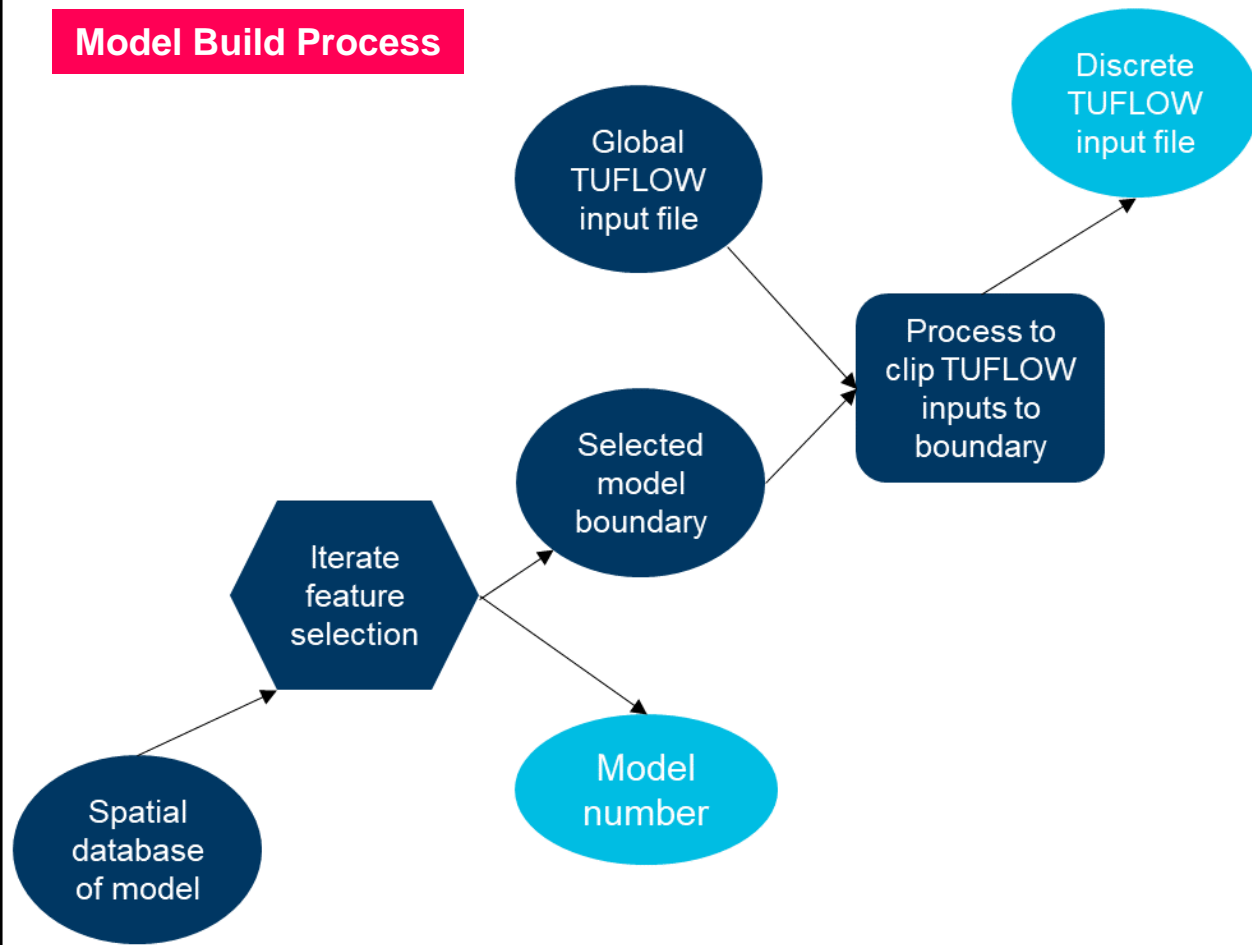 Model Build Process
Discrete
TUFLOW
input file
Global
TUFLOW
input file
Process to
clip TUFLOW
inputs to
boundary
Selected
model
boundary
Iterate
feature
selection
Model
number
Spatial
database
of model